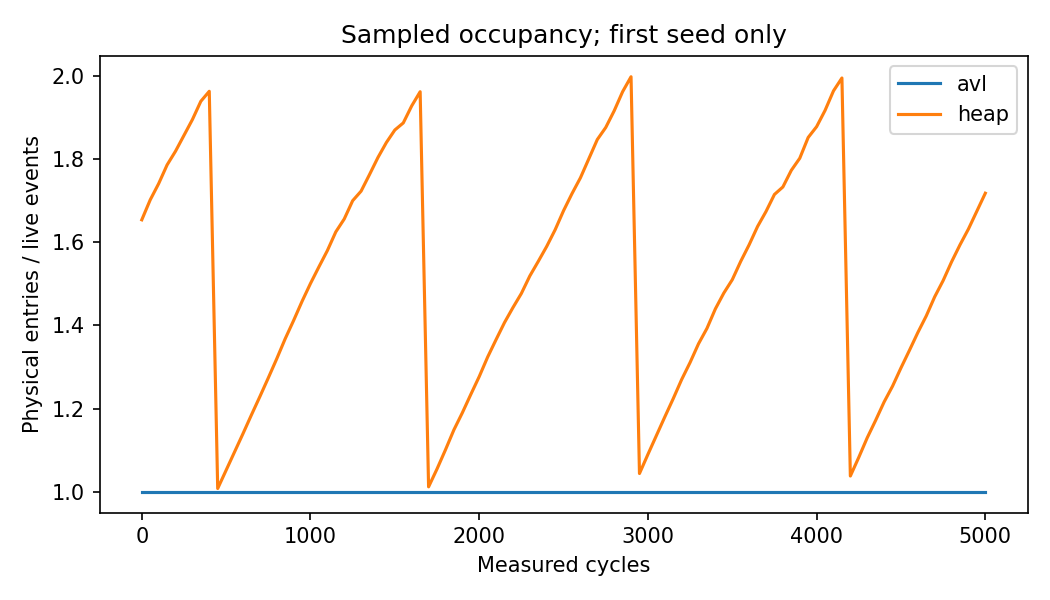 Sampled occupancy; first seed only
avl
heap
Physical entries / live events
2.0
1.8
1.6
1.4
1.2
1.0
0
1000
2000
3000
4000
5000
Measured cycles